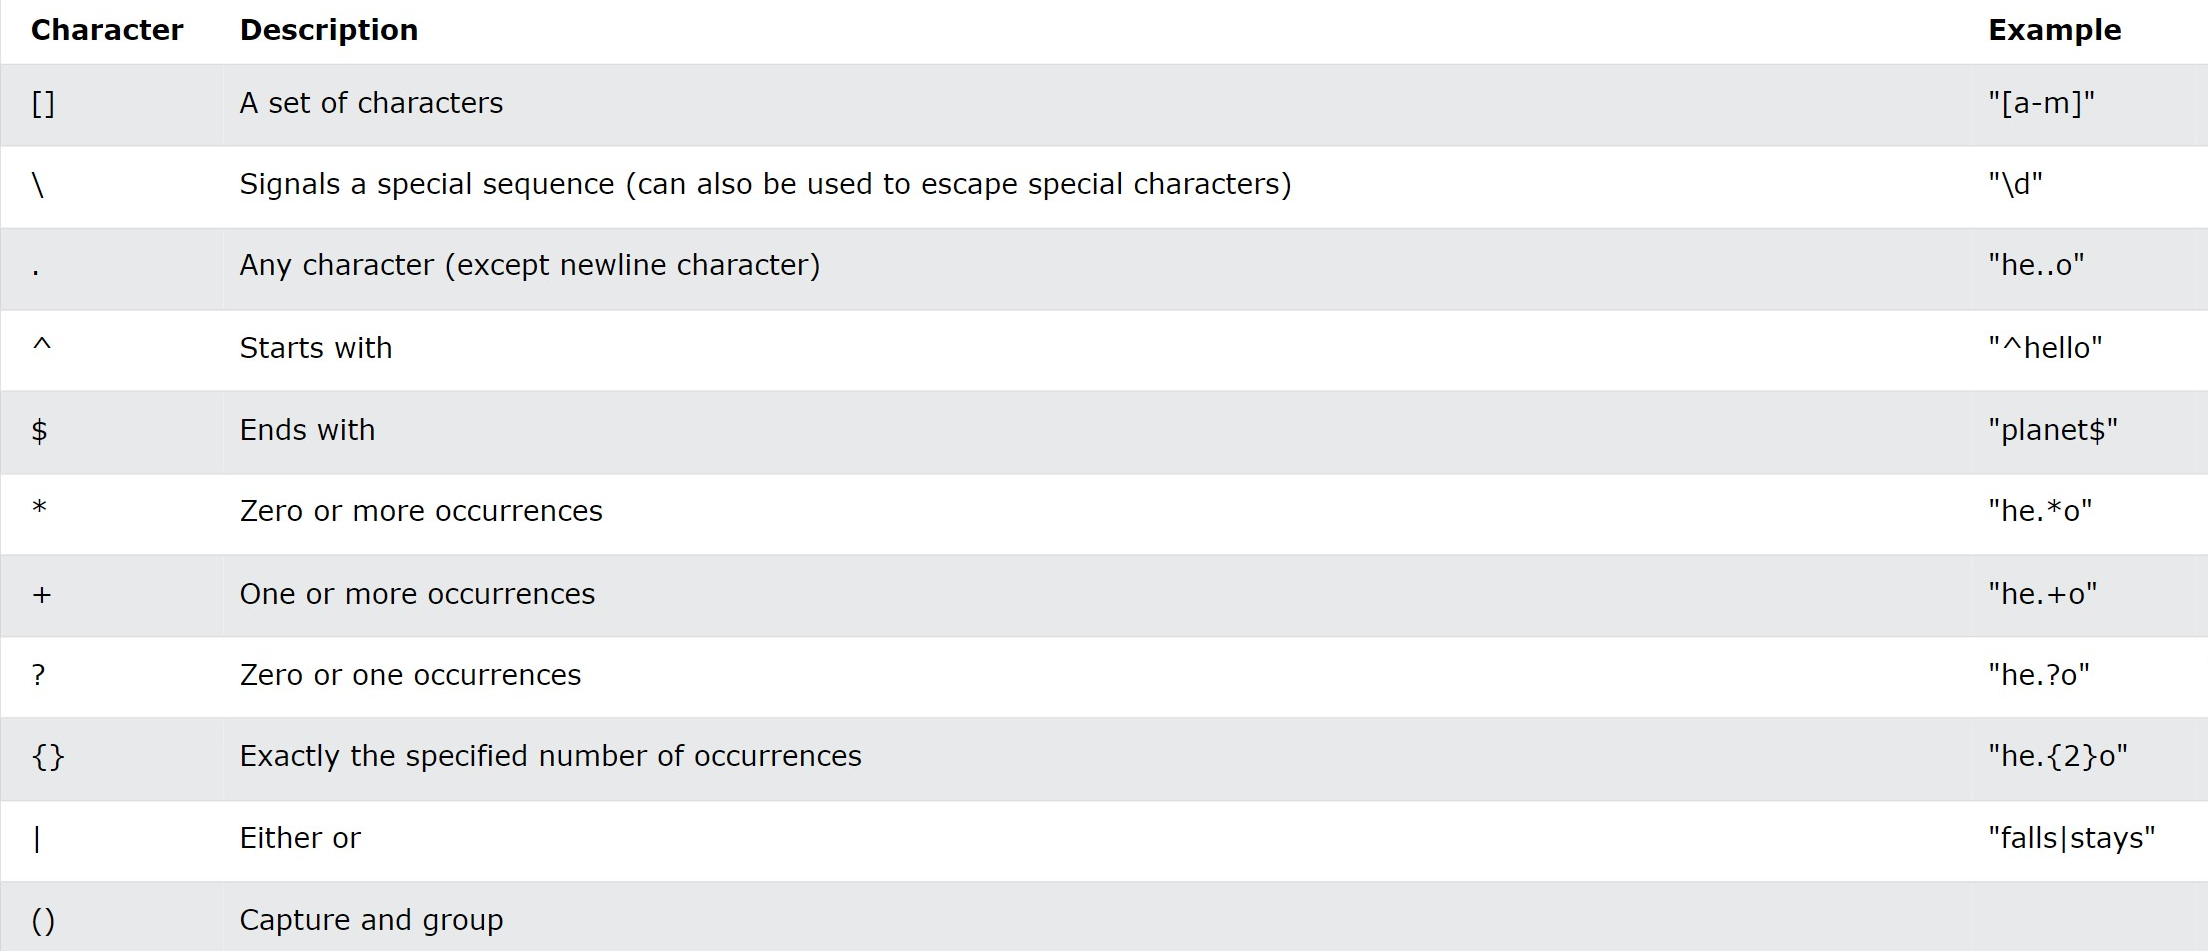 Character Description Example
[] A set of characters "[a-m]"
\ Signals a special sequence (can also be used to escape special characters) "\d"
. Any character (except newline character) "he..o"
^ Starts with "^hello"
$ Ends with "planet$"
* Zero or more occurrences "he.*o"
+ One or more occurrences "he.+o"
? Zero or one occurrences "he.?o"
{} Exactly the specified number of occurrences "he.{2}o"
| Either or "falls|stays"
() Capture and group